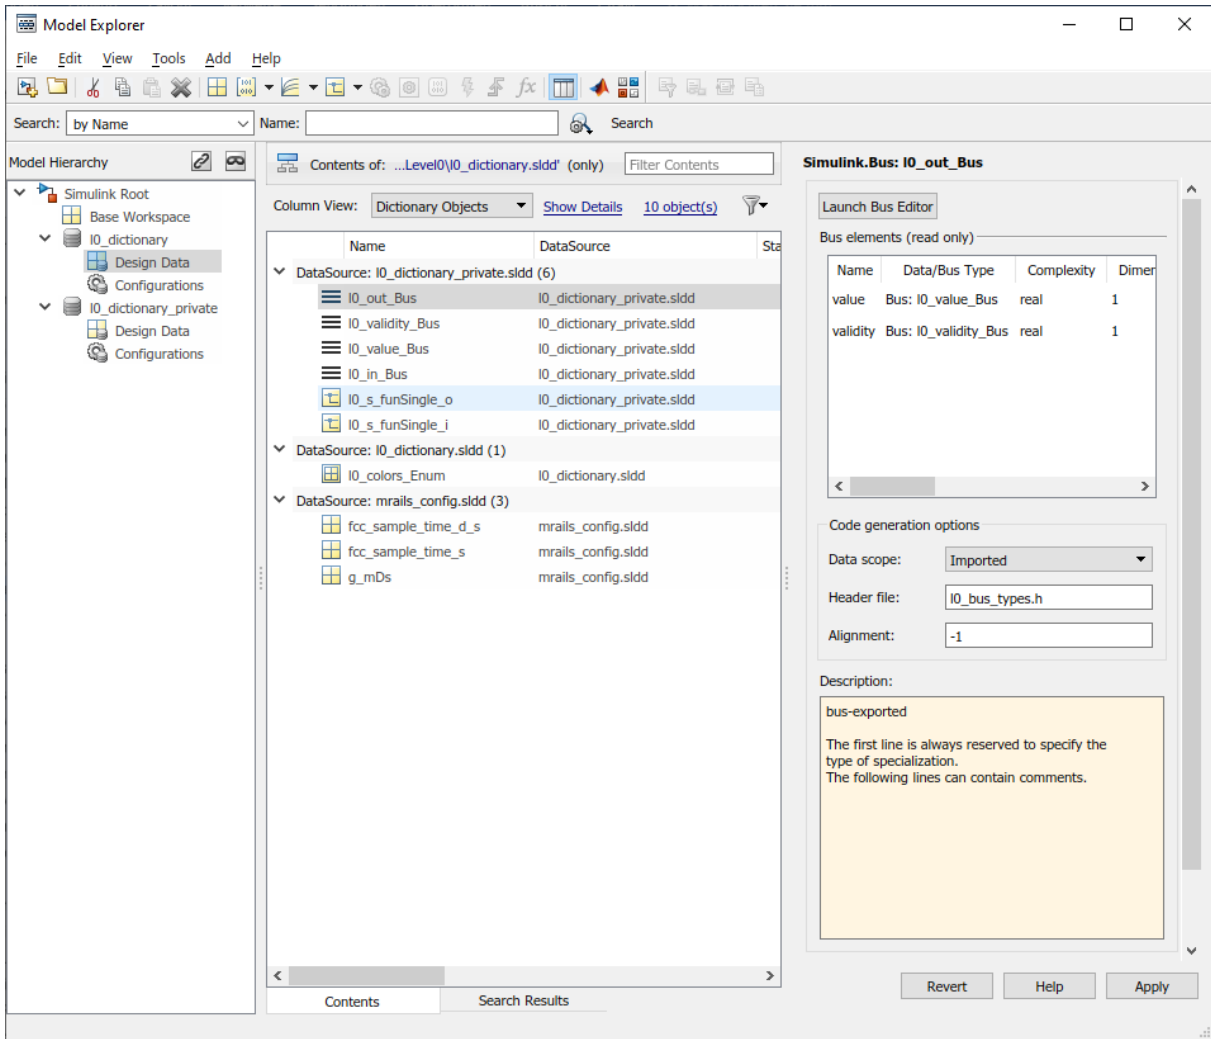 Model Explorer
File Edit View Tools Add Help
fx
Search: by Name Name: Search
Model Hierarchy
Simulink Root
Base Workspace
l0_dictionary
Design Data
Configurations
l0_dictionary_private
Design Data
Configurations
Contents of: ...Level0\l0_dictionary.sldd' (only) Filter Contents
Column View: Dictionary Objects Show Details 10 object(s)
Name DataSource Sta
DataSource: l0_dictionary_private.sldd (6)
l0_out_Bus l0_dictionary_private.sldd
l0_validity_Bus l0_dictionary_private.sldd
l0_value_Bus l0_dictionary_private.sldd
l0_in_Bus l0_dictionary_private.sldd
l0_s_funSingle_o l0_dictionary_private.sldd
l0_s_funSingle_i l0_dictionary_private.sldd
DataSource: l0_dictionary.sldd (1)
l0_colors_Enum l0_dictionary.sldd
DataSource: mrails_config.sldd (3)
fcc_sample_time_d_s mrails_config.sldd
fcc_sample_time_s mrails_config.sldd
g_mDs mrails_config.sldd
Contents Search Results
Simulink.Bus: l0_out_Bus
Launch Bus Editor
Bus elements (read only)
Name Data/Bus Type Complexity Dimer
value Bus: l0_value_Bus real 1
validity Bus: l0_validity_Bus real 1
Code generation options
Data scope: Imported
Header file: l0_bus_types.h
Alignment: -1
Description:
bus-exported
The first line is always reserved to specify the
type of specialization.
The following lines can contain comments.
Revert Help Apply